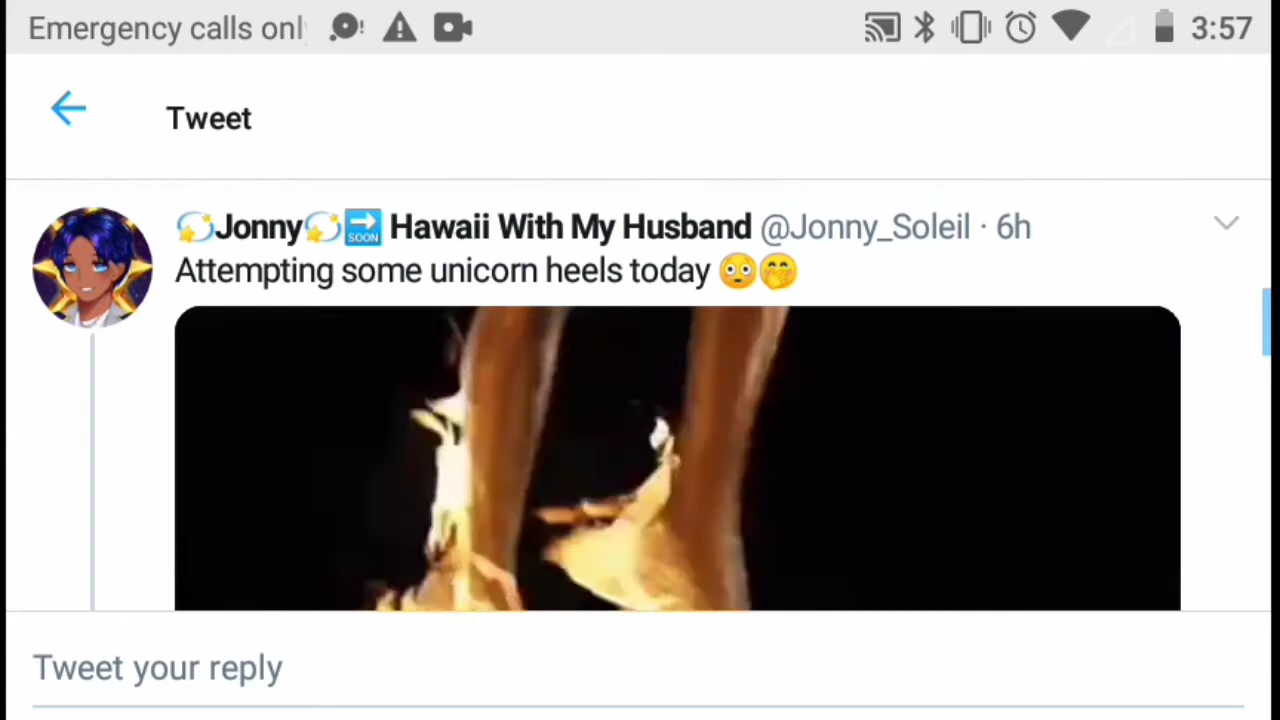 Emergency calls onl 3:57
Tweet
💫Jonny💫🔜 Hawaii With My Husband @Jonny_Soleil · 6h
Attempting some unicorn heels today 😳🤭
Tweet your reply